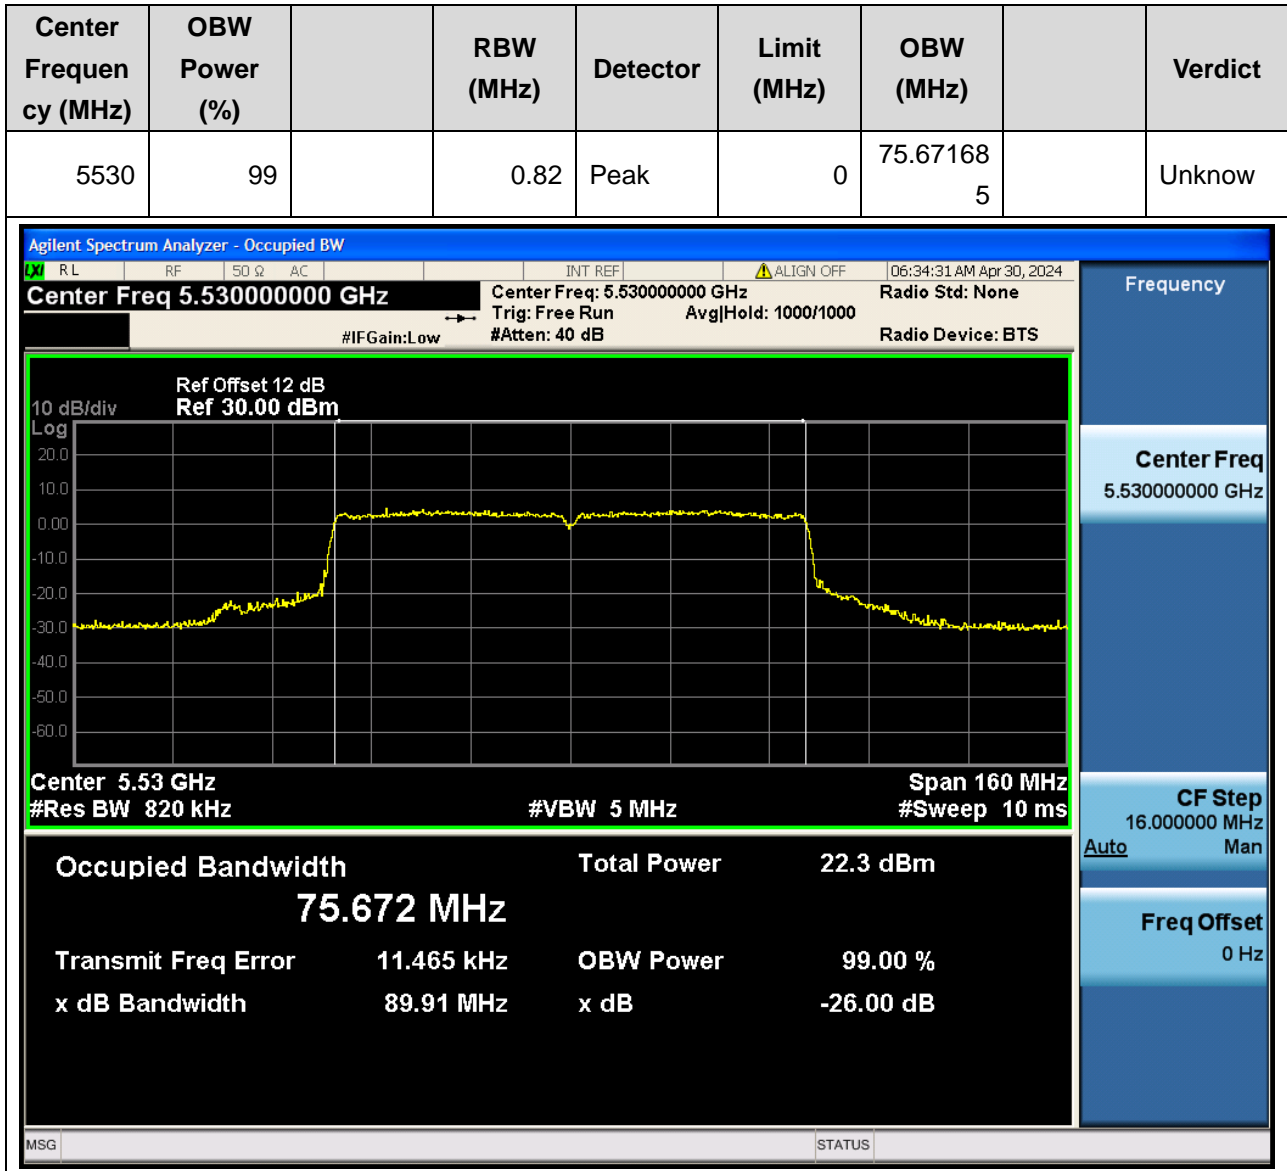 Center Frequen cy (MHz) OBW Power (%) RBW (MHz) Detector Limit (MHz) OBW (MHz) Verdict
5530 99 0.82 Peak 0 75.67168 5 Unknow
Agilent Spectrum Analyzer - Occupied BW
LXI RL RF 50 Ω AC INT REF ALIGN OFF 06:34:31 AM Apr 30, 2024
Center Freq 5.530000000 GHz
Center Freq: 5.530000000 GHz
Radio Std: None
Trig: Free Run Avg|Hold: 1000/1000
#IFGain:Low
#Atten: 40 dB
Radio Device: BTS
Ref Offset 12 dB
10 dB/div Ref 30.00 dBm
Log
20.0
10.0
0.00
-10.0
-20.0
-30.0
-40.0
-50.0
-60.0
Center 5.53 GHz Span 160 MHz
#Res BW 820 kHz #VBW 5 MHz #Sweep 10 ms
Occupied Bandwidth Total Power 22.3 dBm
75.672 MHz
Transmit Freq Error 11.465 kHz OBW Power 99.00 %
x dB Bandwidth 89.91 MHz x dB -26.00 dB
Frequency
Center Freq
5.530000000 GHz
CF Step
16.000000 MHz
Auto Man
Freq Offset
0 Hz
MSG STATUS